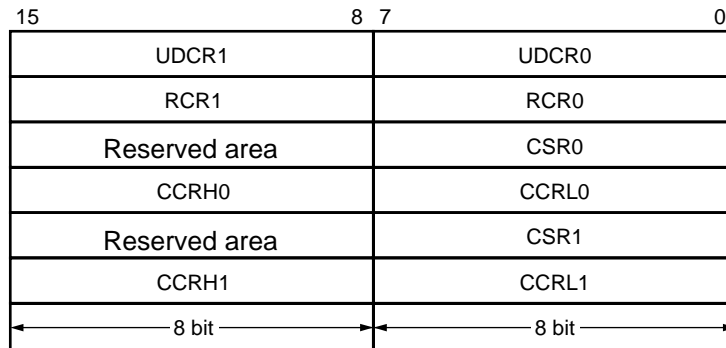 15 8 7 0
UDCR1 UDCR0
RCR1 RCR0
Reserved area CSR0
CCRH0 CCRL0
Reserved area CSR1
CCRH1 CCRL1
8 bit 8 bit